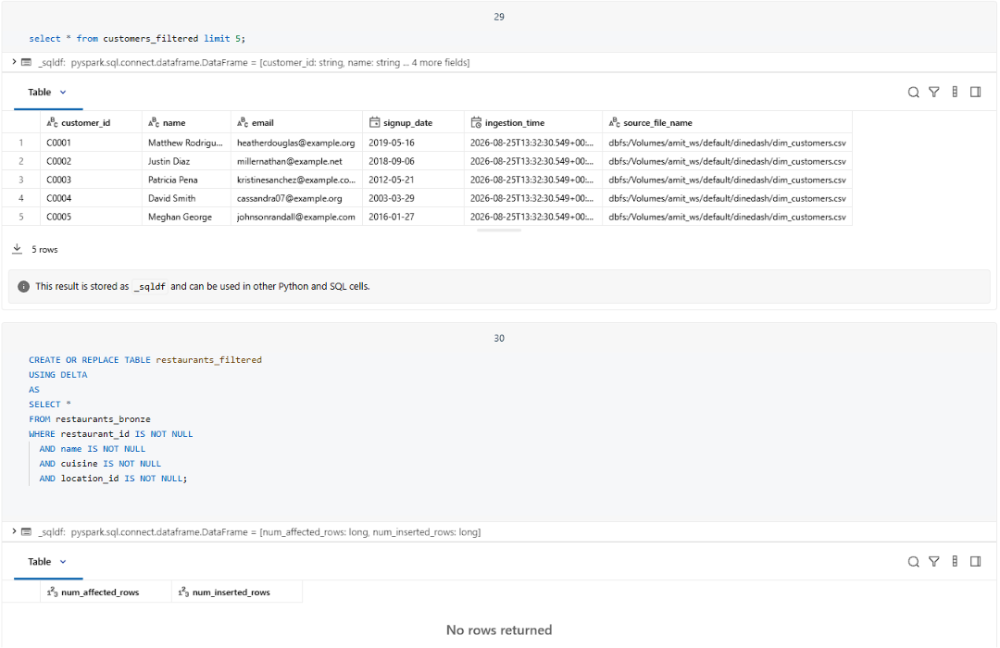 29
select * from customers_filtered limit 5;
_sqldf: pyspark.sql.connect.dataframe.DataFrame = [customer_id: string, name: string ... 4 more fields]
Table
customer_id name email signup_date ingestion_time source_file_name
1 C0001 Matthew Rodrigu... heatherdouglas@example.org 2019-05-16 2026-08-25T13:32:30.549+00:... dbfs:/Volumes/amit_ws/default/dinedash/dim_customers.csv
2 C0002 Justin Diaz millernathan@example.net 2018-09-06 2026-08-25T13:32:30.549+00:... dbfs:/Volumes/amit_ws/default/dinedash/dim_customers.csv
3 C0003 Patricia Pena kristinesanchez@example.co... 2012-05-21 2026-08-25T13:32:30.549+00:... dbfs:/Volumes/amit_ws/default/dinedash/dim_customers.csv
4 C0004 David Smith cassandra07@example.org 2003-03-29 2026-08-25T13:32:30.549+00:... dbfs:/Volumes/amit_ws/default/dinedash/dim_customers.csv
5 C0005 Meghan George johnsonrandall@example.com 2016-01-27 2026-08-25T13:32:30.549+00:... dbfs:/Volumes/amit_ws/default/dinedash/dim_customers.csv
5 rows
This result is stored as _sqldf and can be used in other Python and SQL cells.
30
CREATE OR REPLACE TABLE restaurants_filtered
USING DELTA
AS
SELECT *
FROM restaurants_bronze
WHERE restaurant_id IS NOT NULL
AND name IS NOT NULL
AND cuisine IS NOT NULL
AND location_id IS NOT NULL;
_sqldf: pyspark.sql.connect.dataframe.DataFrame = [num_affected_rows: long, num_inserted_rows: long]
Table
num_affected_rows num_inserted_rows
No rows returned